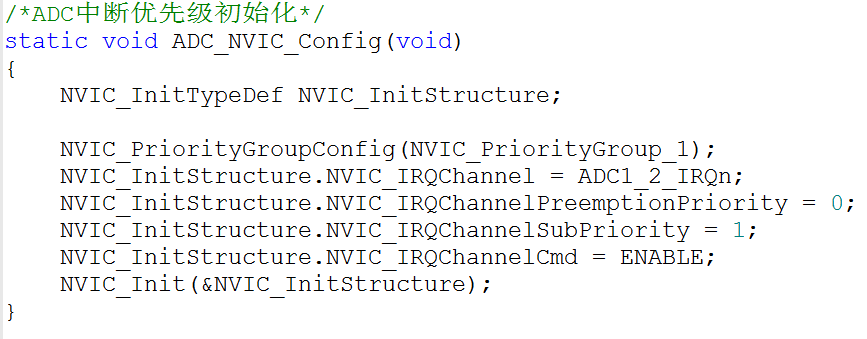 /*ADC中断优先级初始化*/
static void ADC_NVIC_Config(void)
{
    NVIC_InitTypeDef NVIC_InitStructure;

    NVIC_PriorityGroupConfig(NVIC_PriorityGroup_1);
    NVIC_InitStructure.NVIC_IRQChannel = ADC1_2_IRQn;
    NVIC_InitStructure.NVIC_IRQChannelPreemptionPriority = 0;
    NVIC_InitStructure.NVIC_IRQChannelSubPriority = 1;
    NVIC_InitStructure.NVIC_IRQChannelCmd = ENABLE;
    NVIC_Init(&NVIC_InitStructure);
}